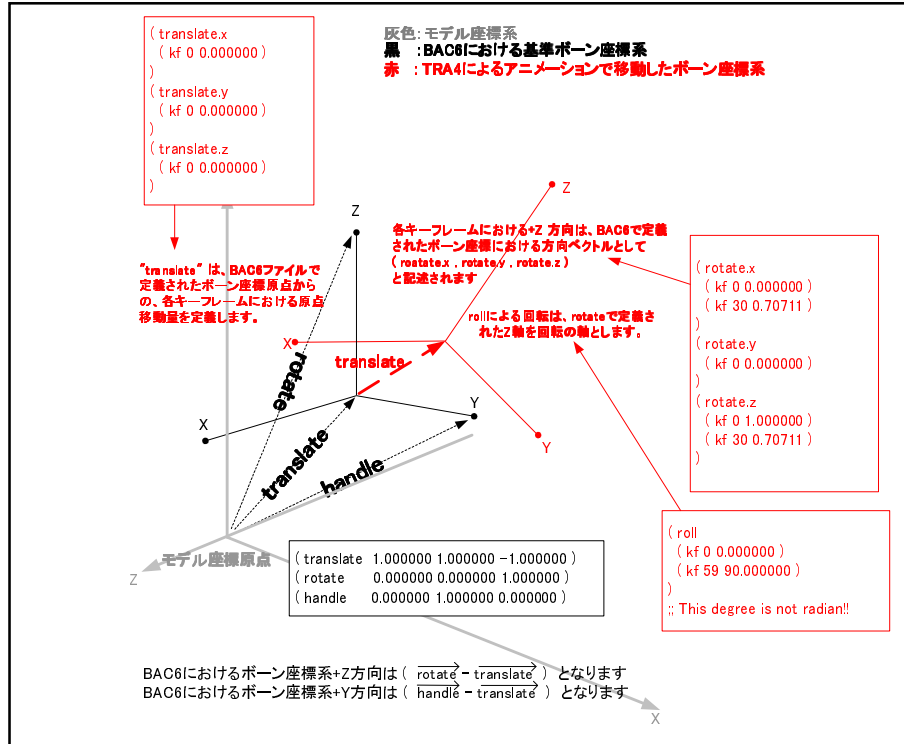 ( translate.x
( kf 0 0.000000 )
)
( translate.y
( kf 0 0.000000 )
)
( translate.z
( kf 0 0.000000 )
)
灰色: モデル座標系
黒 : BAC6における基準ボーン座標系
赤 : TRA4によるアニメーションで移動したボーン座標系
"translate" は、BAC6ファイルで
定義されたボーン座標原点から
の、各キーフレームにおける原点
移動量を定義します。
Z
Z
各キーフレームにおける+Z 方向は、BAC6で定義
されたボーン座標における方向ベクトルとして
( roatate.x , rotate.y , rotate.z )
と記述されます
rollによる回転は、rotateで定義さ
れたZ軸を回転の軸とします。
( rotate.x
( kf 0 0.000000 )
( kf 30 0.70711 )
)
( rotate.y
( kf 0 0.000000 )
)
( rotate.z
( kf 0 1.000000 )
( kf 30 0.70711 )
)
X
translate
rotate
X
Y
Y
translate
handle
モデル座標原点
Z
( translate 1.000000 1.000000 -1.000000 )
( rotate 0.000000 0.000000 1.000000 )
( handle 0.000000 1.000000 0.000000 )
( roll
( kf 0 0.000000 )
( kf 59 90.000000 )
)
;; This degree is not radian!!
BAC6におけるボーン座標系+Z方向は ( rotate - translate ) となります
BAC6におけるボーン座標系+Y方向は ( handle - translate ) となります
X